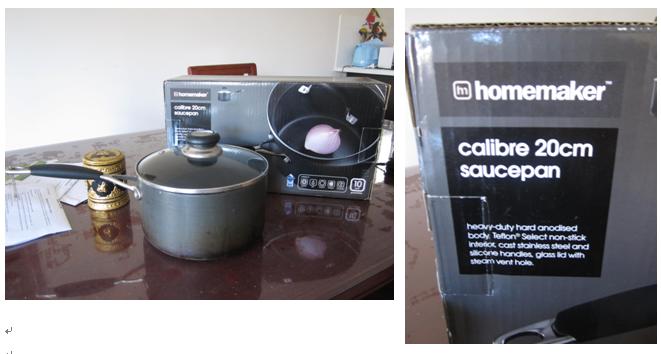 homemaker
calibre 20cm
saucepan
10
homemaker™
calibre 20cm
saucepan
heavy-duty hard anodised
body. Teflon® Select non-stick
interior, cast stainless steel and
silicone handles, glass lid with
steam vent hole.